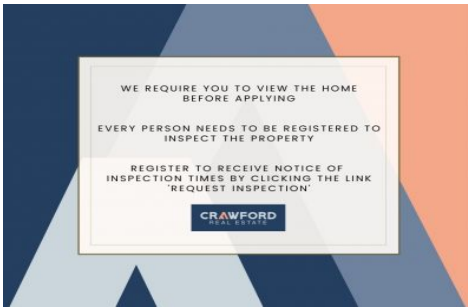 WE REQUIRE YOU TO VIEW THE HOME
BEFORE APPLYING
EVERY PERSON NEEDS TO BE REGISTERED TO
INSPECT THE PROPERTY
REGISTER TO RECEIVE NOTICE OF
INSPECTION TIMES BY CLICKING THE LINK
'REQUEST INSPECTION'
CRAWFORD
REAL ESTATE